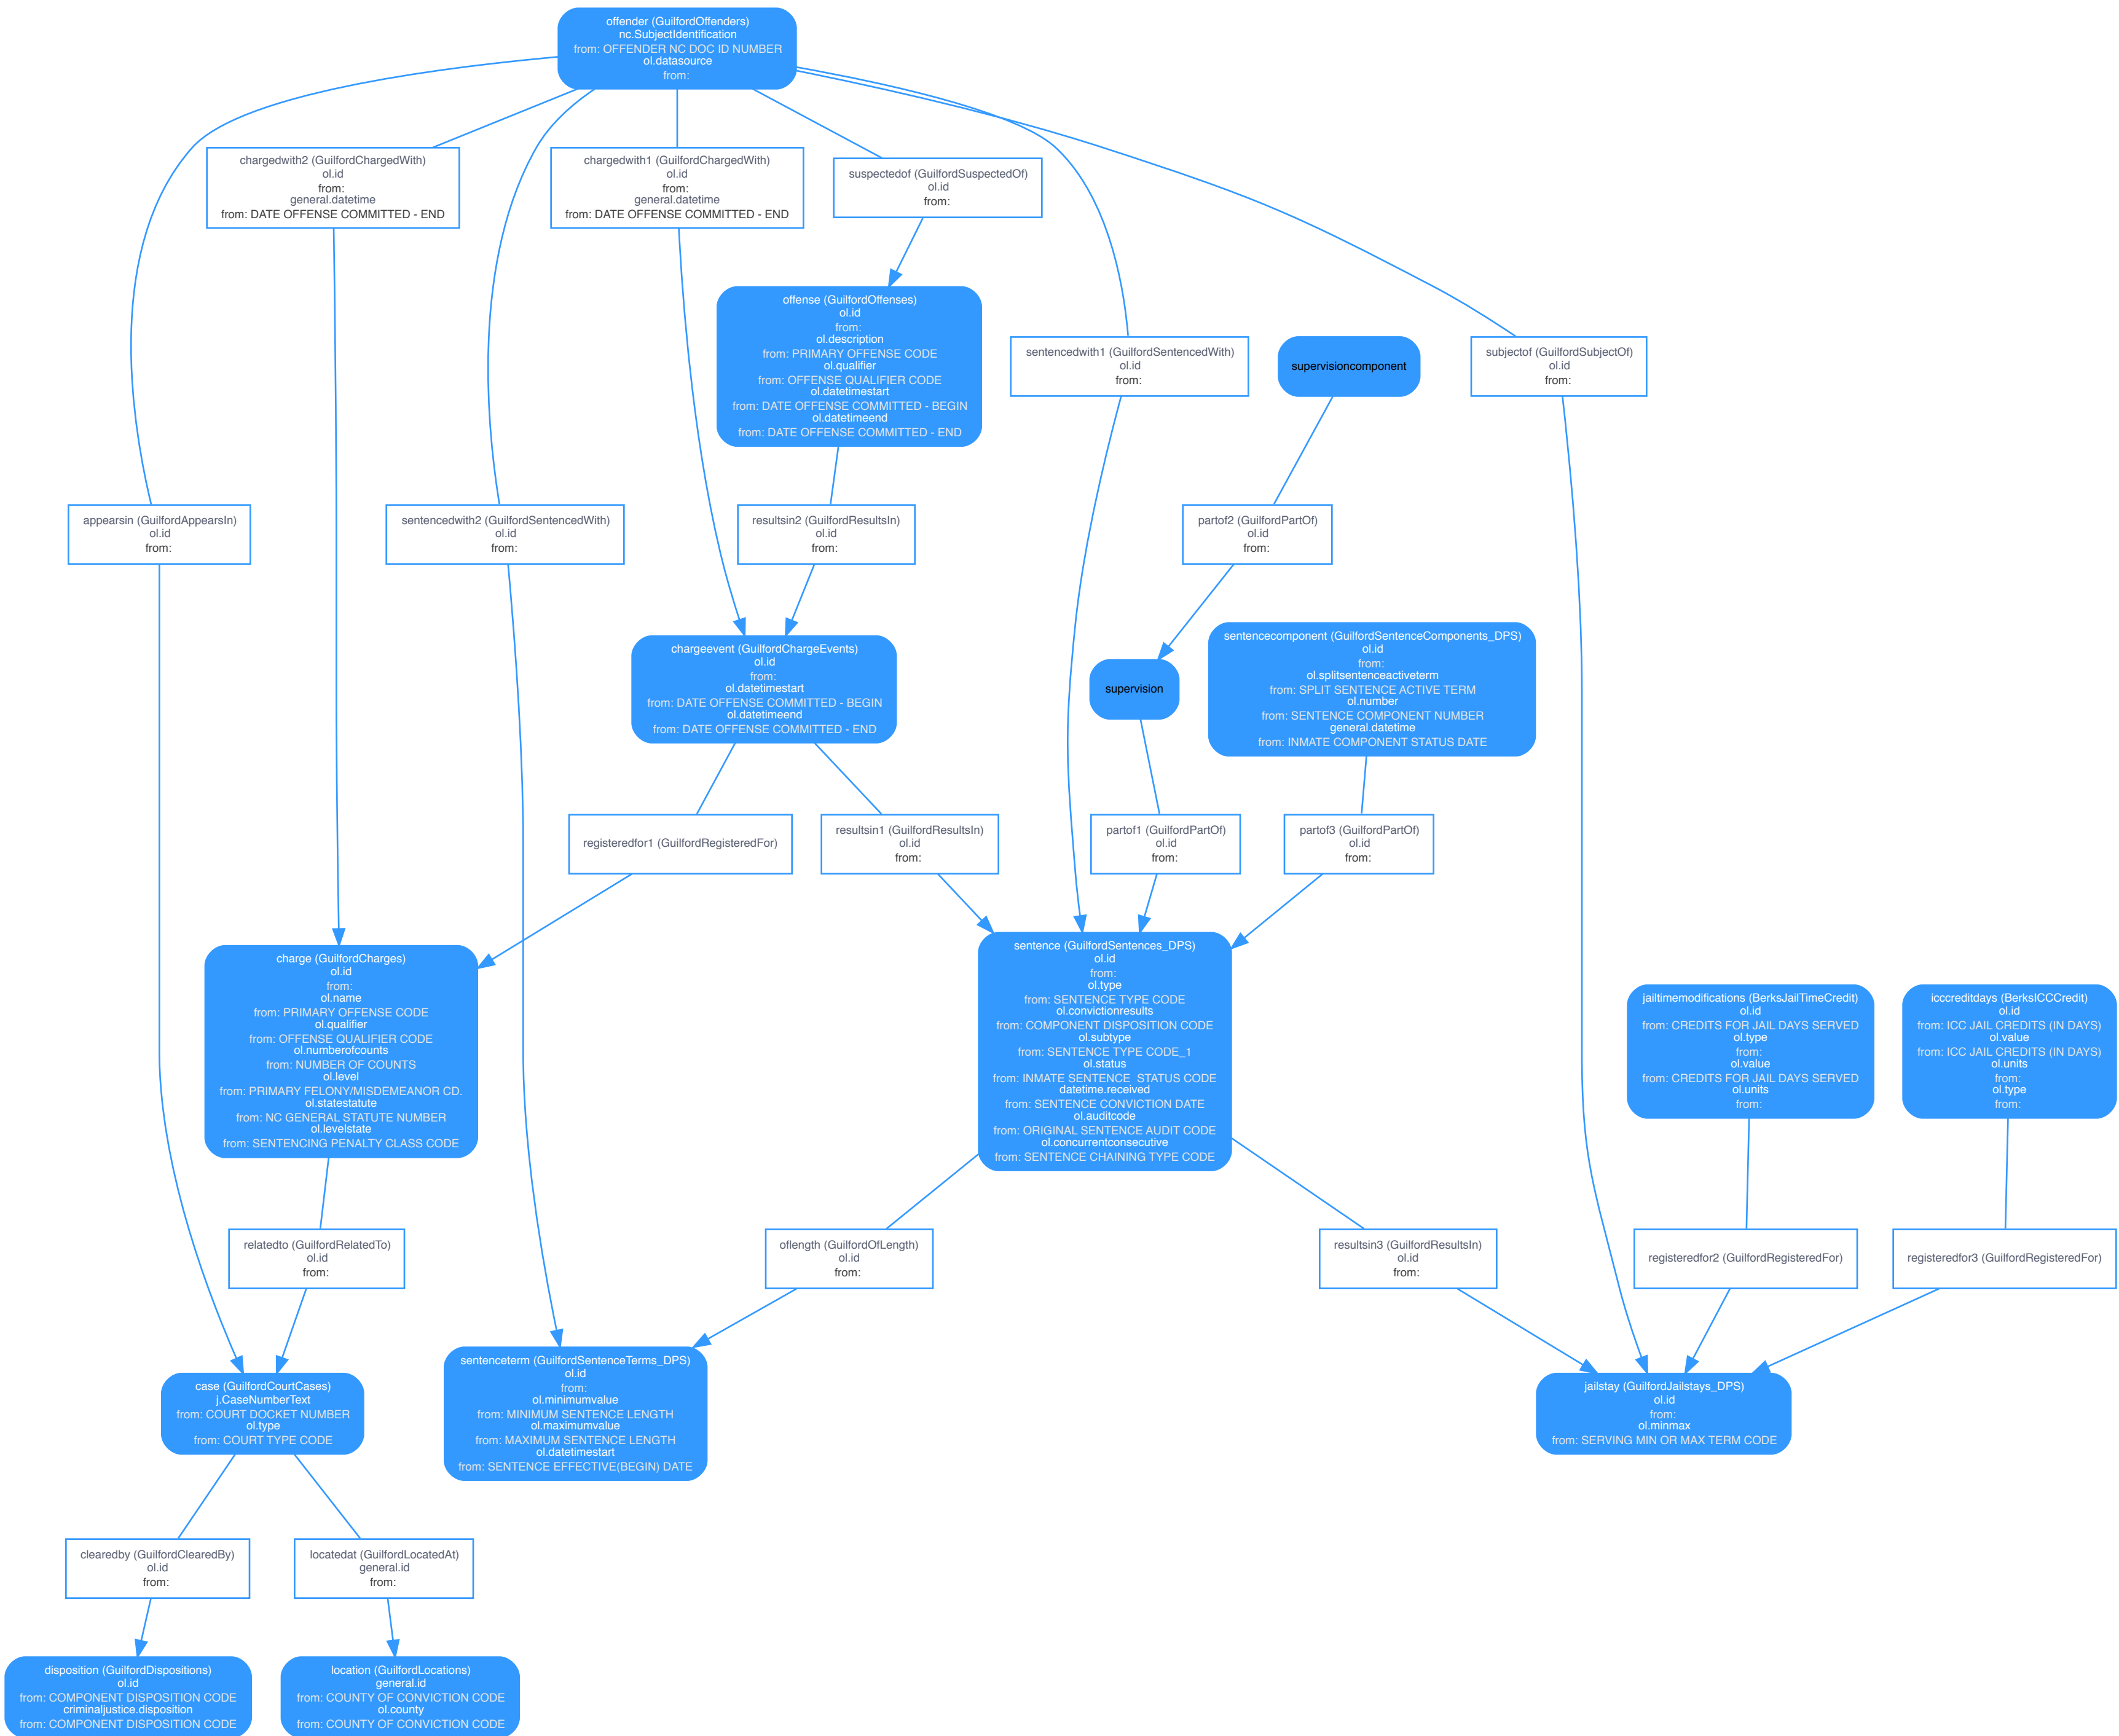 offender (GuilfordOffenders)
nc.SubjectIdentification
from: OFFENDER NC DOC ID NUMBER
ol.datasource
from:
chargedwith2 (GuilfordChargedWith)
ol.id
from:
general.datetime
from: DATE OFFENSE COMMITTED - END
chargedwith1 (GuilfordChargedWith)
ol.id
from:
general.datetime
from: DATE OFFENSE COMMITTED - END
suspectedof (GuilfordSuspectedOf)
ol.id
from:
offense (GuilfordOffenses)
ol.id
from:
ol.description
from: PRIMARY OFFENSE CODE
ol.qualifier
from: OFFENSE QUALIFIER CODE
ol.datetimestart
from: DATE OFFENSE COMMITTED - BEGIN
ol.datetimeend
from: DATE OFFENSE COMMITTED - END
sentencedwith1 (GuilfordSentencedWith)
ol.id
from:
supervisioncomponent
subjectof (GuilfordSubjectOf)
ol.id
from:
appearsin (GuilfordAppearsIn)
ol.id
from:
sentencedwith2 (GuilfordSentencedWith)
ol.id
from:
resultsin2 (GuilfordResultsIn)
ol.id
from:
partof2 (GuilfordPartOf)
ol.id
from:
chargeevent (GuilfordChargeEvents)
ol.id
from:
ol.datetimestart
from: DATE OFFENSE COMMITTED - BEGIN
ol.datetimeend
from: DATE OFFENSE COMMITTED - END
supervision
sentencecomponent (GuilfordSentenceComponents_DPS)
ol.id
from:
ol.splitsentenceactiveterm
from: SPLIT SENTENCE ACTIVE TERM
ol.number
from: SENTENCE COMPONENT NUMBER
general.datetime
from: INMATE COMPONENT STATUS DATE
registeredfor1 (GuilfordRegisteredFor)
resultsin1 (GuilfordResultsIn)
ol.id
from:
partof1 (GuilfordPartOf)
ol.id
from:
partof3 (GuilfordPartOf)
ol.id
from:
charge (GuilfordCharges)
ol.id
from:
ol.name
from: PRIMARY OFFENSE CODE
ol.qualifier
from: OFFENSE QUALIFIER CODE
ol.numberofcounts
from: NUMBER OF COUNTS
ol.level
from: PRIMARY FELONY/MISDEMEANOR CD.
ol.statestatute
from: NC GENERAL STATUTE NUMBER
ol.levelstate
from: SENTENCING PENALTY CLASS CODE
sentence (GuilfordSentences_DPS)
ol.id
from:
ol.type
from: SENTENCE TYPE CODE
ol.convictionresults
from: COMPONENT DISPOSITION CODE
ol.subtype
from: SENTENCE TYPE CODE_1
ol.status
from: INMATE SENTENCE  STATUS CODE
datetime.received
from: SENTENCE CONVICTION DATE
ol.auditcode
from: ORIGINAL SENTENCE AUDIT CODE
ol.concurrentconsecutive
from: SENTENCE CHAINING TYPE CODE
jailtimemodifications (BerksJailTimeCredit)
ol.id
from: CREDITS FOR JAIL DAYS SERVED
ol.type
from:
ol.value
from: CREDITS FOR JAIL DAYS SERVED
ol.units
from:
icccreditdays (BerksICCCredit)
ol.id
from: ICC JAIL CREDITS (IN DAYS)
ol.value
from: ICC JAIL CREDITS (IN DAYS)
ol.units
from:
ol.type
from:
relatedto (GuilfordRelatedTo)
ol.id
from:
oflength (GuilfordOfLength)
ol.id
from:
resultsin3 (GuilfordResultsIn)
ol.id
from:
registeredfor2 (GuilfordRegisteredFor)
registeredfor3 (GuilfordRegisteredFor)
case (GuilfordCourtCases)
j.CaseNumberText
from: COURT DOCKET NUMBER
ol.type
from: COURT TYPE CODE
sentenceterm (GuilfordSentenceTerms_DPS)
ol.id
from:
ol.minimumvalue
from: MINIMUM SENTENCE LENGTH
ol.maximumvalue
from: MAXIMUM SENTENCE LENGTH
ol.datetimestart
from: SENTENCE EFFECTIVE(BEGIN) DATE
jailstay (GuilfordJailstays_DPS)
ol.id
from:
ol.minmax
from: SERVING MIN OR MAX TERM CODE
clearedby (GuilfordClearedBy)
ol.id
from:
locatedat (GuilfordLocatedAt)
general.id
from:
disposition (GuilfordDispositions)
ol.id
from: COMPONENT DISPOSITION CODE
criminaljustice.disposition
from: COMPONENT DISPOSITION CODE
location (GuilfordLocations)
general.id
from: COUNTY OF CONVICTION CODE
ol.county
from: COUNTY OF CONVICTION CODE